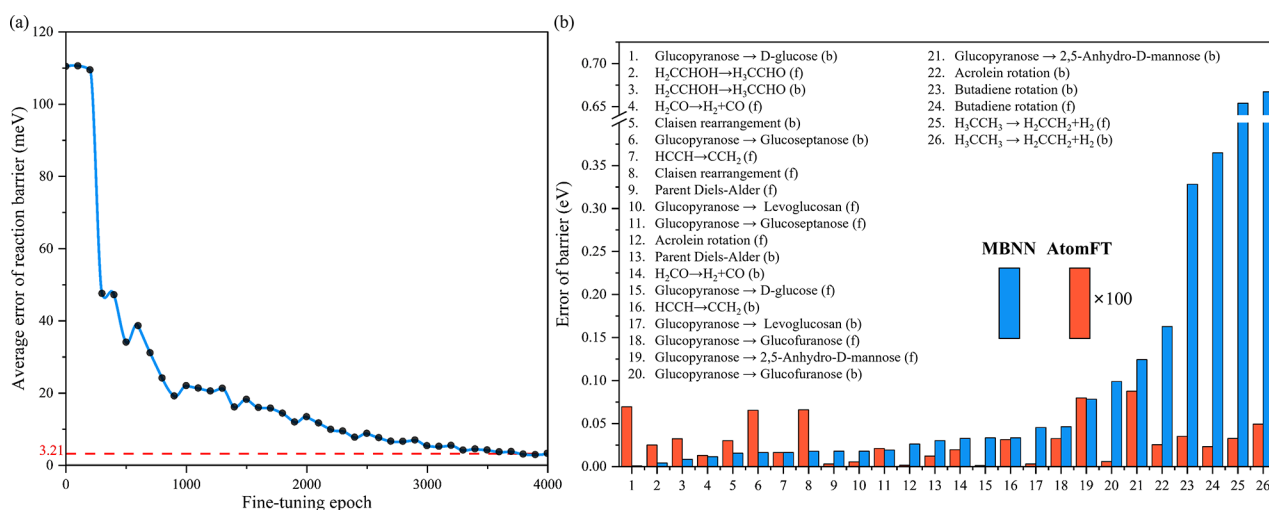 (a)
120
100
80
60
40
20
3.21
0
0
1000
2000
3000
4000
Average error of reaction barrier (meV)
Fine-tuning epoch
(b)
0.70
0.65
0.35
0.30
0.25
0.20
0.15
0.10
0.05
0.00
Error of barrier (eV)
1. Glucopyranose → D-glucose (b)
2. H₂CCHOH→H₃CCHO (f)
3. H₂CCHOH→H₃CCHO (b)
4. H₂CO→H₂+CO (f)
5. Claisen rearrangement (b)
6. Glucopyranose → Glucoseptanose (b)
7. HCCH→CCH₂ (f)
8. Claisen rearrangement (f)
9. Parent Diels-Alder (f)
10. Glucopyranose → Levoglucosan (f)
11. Glucopyranose → Glucoseptanose (f)
12. Acrolein rotation (f)
13. Parent Diels-Alder (b)
14. H₂CO→H₂+CO (b)
15. Glucopyranose → D-glucose (f)
16. HCCH→CCH₂ (b)
17. Glucopyranose → Levoglucosan (b)
18. Glucopyranose → Glucofuranose (f)
19. Glucopyranose → 2,5-Anhydro-D-mannose (f)
20. Glucopyranose → Glucofuranose (b)
21. Glucopyranose → 2,5-Anhydro-D-mannose (b)
22. Acrolein rotation (b)
23. Butadiene rotation (b)
24. Butadiene rotation (f)
25. H₃CCH₃ → H₂CCH₂+H₂ (f)
26. H₃CCH₃ → H₂CCH₂+H₂ (b)
MBNN AtomFT
×100
1 2 3 4 5 6 7 8 9 10 11 12 13 14 15 16 17 18 19 20 21 22 23 24 25 26